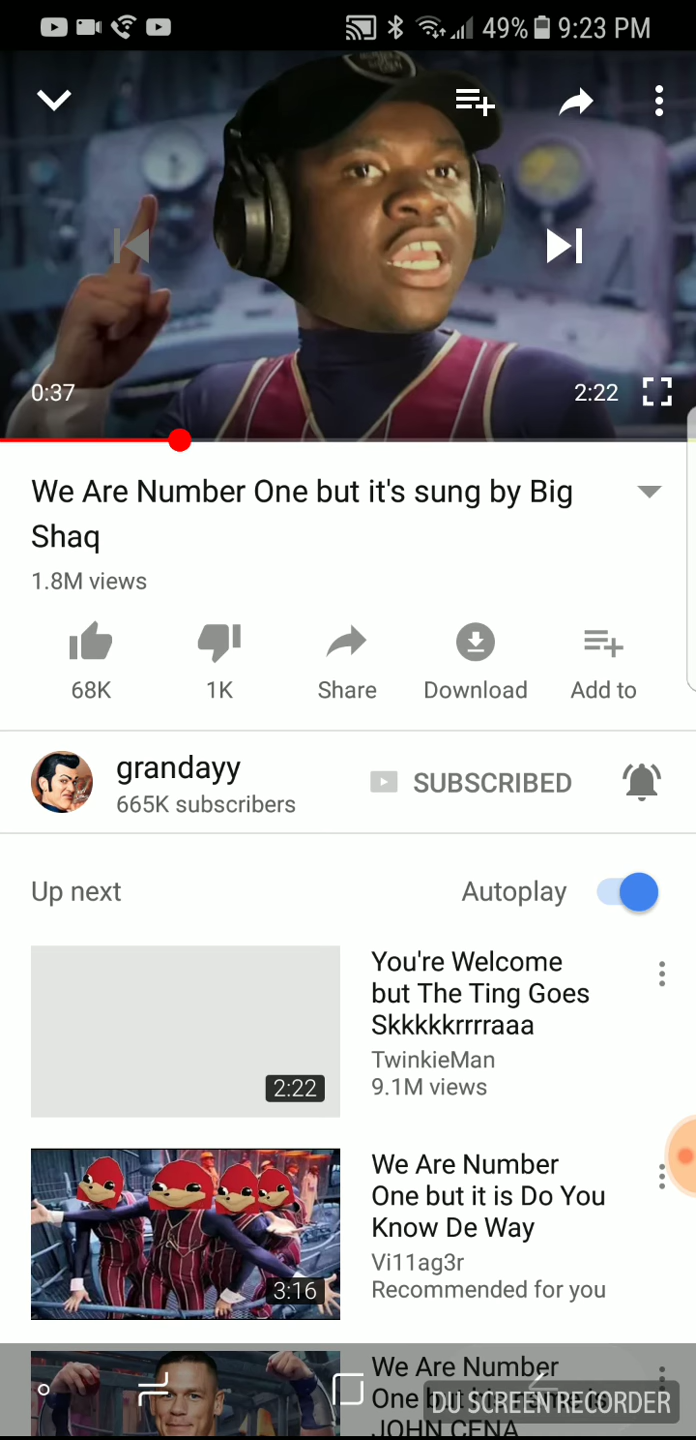 49% 9:23 PM
0:37
2:22
We Are Number One but it's sung by Big
Shaq
1.8M views
68K
1K
Share
Download
Add to
grandayy
665K subscribers
SUBSCRIBED
Up next
Autoplay
You're Welcome
but The Ting Goes
Skkkkkrrrraaa
TwinkieMan
9.1M views
2:22
We Are Number
One but it is Do You
Know De Way
Vi11ag3r
Recommended for you
3:16
We Are Number
One but
JOHN CENA
DU SCREEN RECORDER